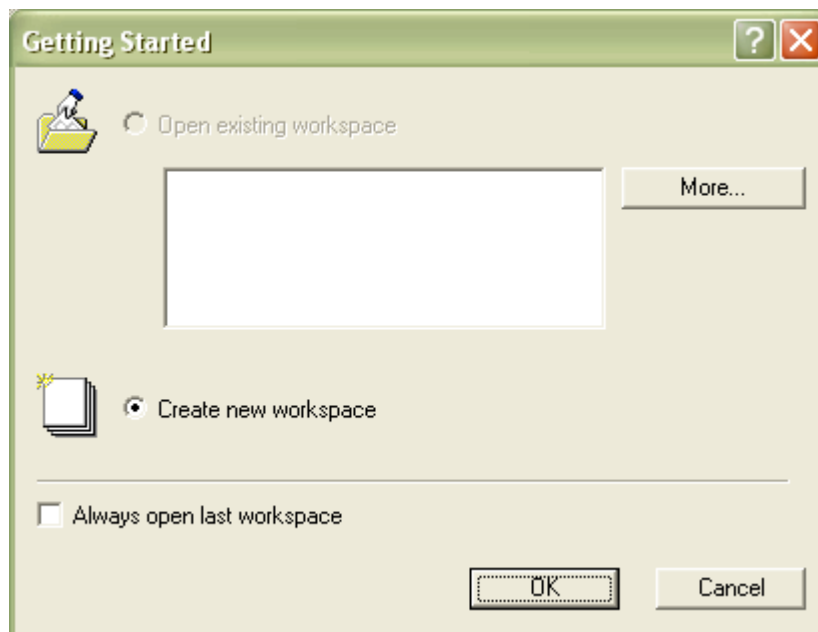 Getting Started
Open existing workspace
More...
Create new workspace
Always open last workspace
OK
Cancel